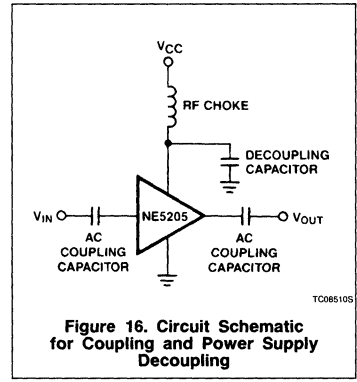 VCC
RF CHOKE
DECOUPLING
CAPACITOR
NE5205
VIN
VOUT
AC
COUPLING
CAPACITOR
AC
COUPLING
CAPACITOR
TC08510S
Figure 16. Circuit Schematic
for Coupling and Power Supply
Decoupling